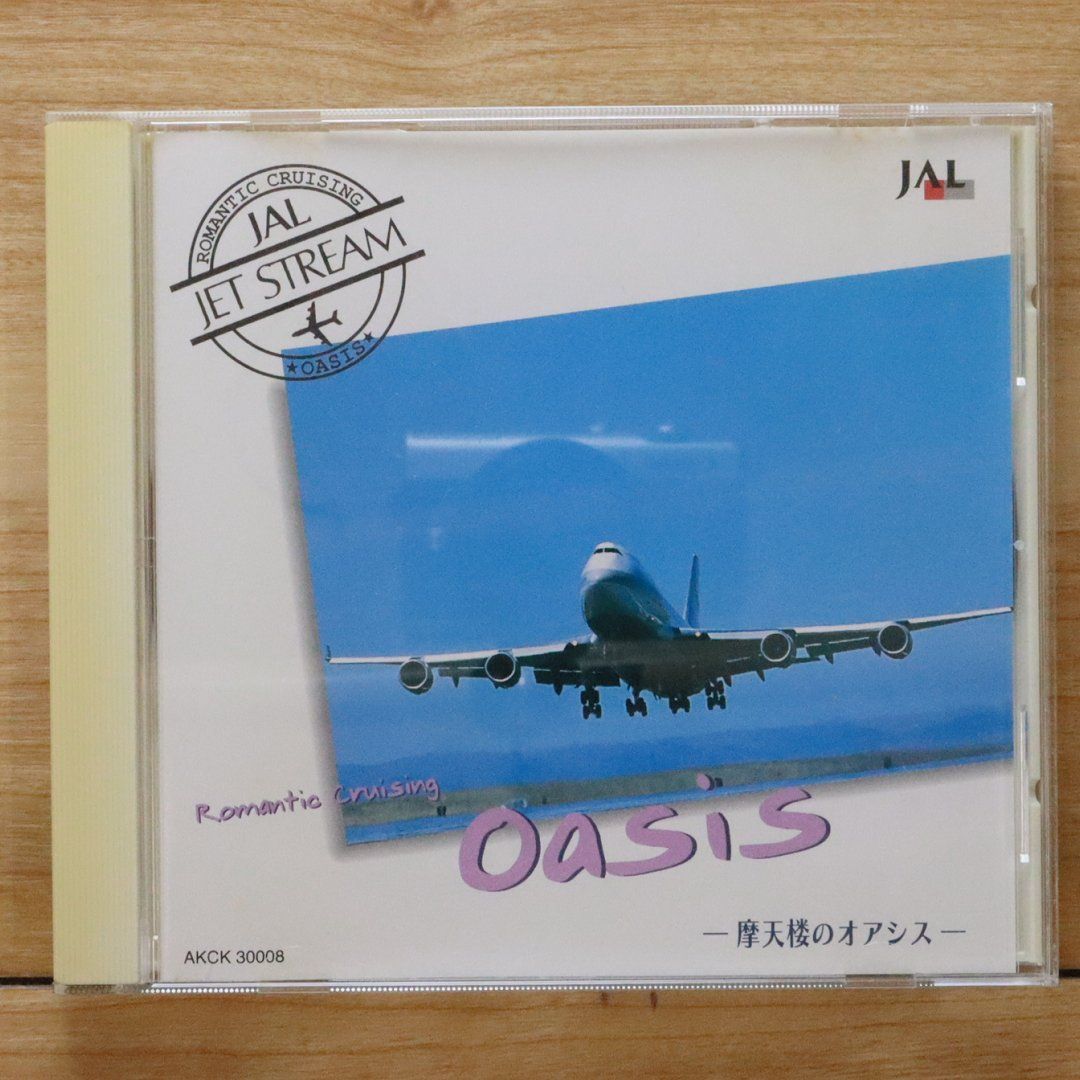 ROMANTIC CRUISING
JAL
JET STREAM
★OASIS★
JAL
Romantic Cruising
Oasis
—摩天楼のオアシス—
AKCK 30008